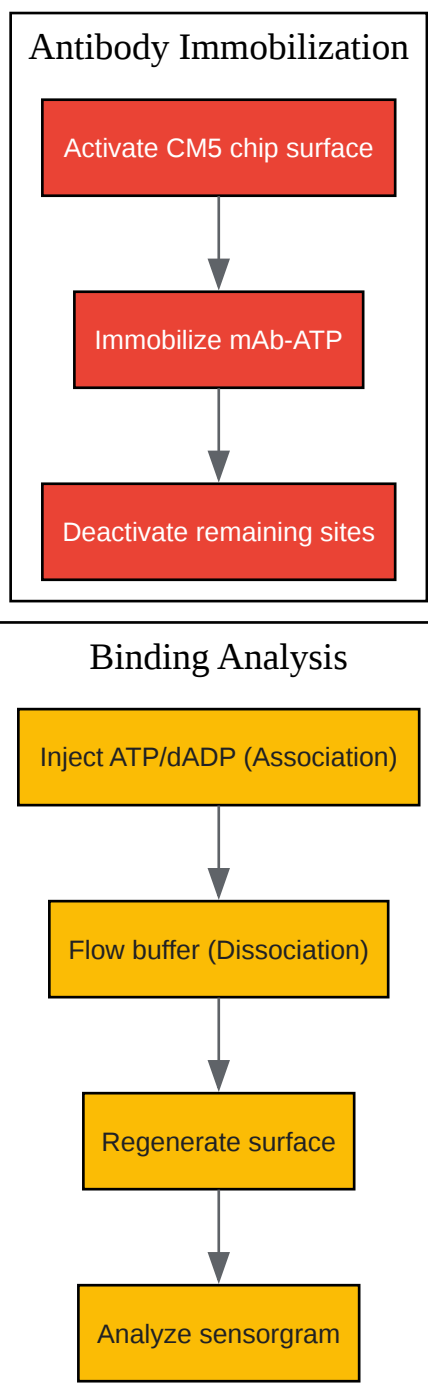 Antibody Immobilization
Activate CM5 chip surface
Immobilize mAb-ATP
Deactivate remaining sites
Binding Analysis
Inject ATP/dADP (Association)
Flow buffer (Dissociation)
Regenerate surface
Analyze sensorgram